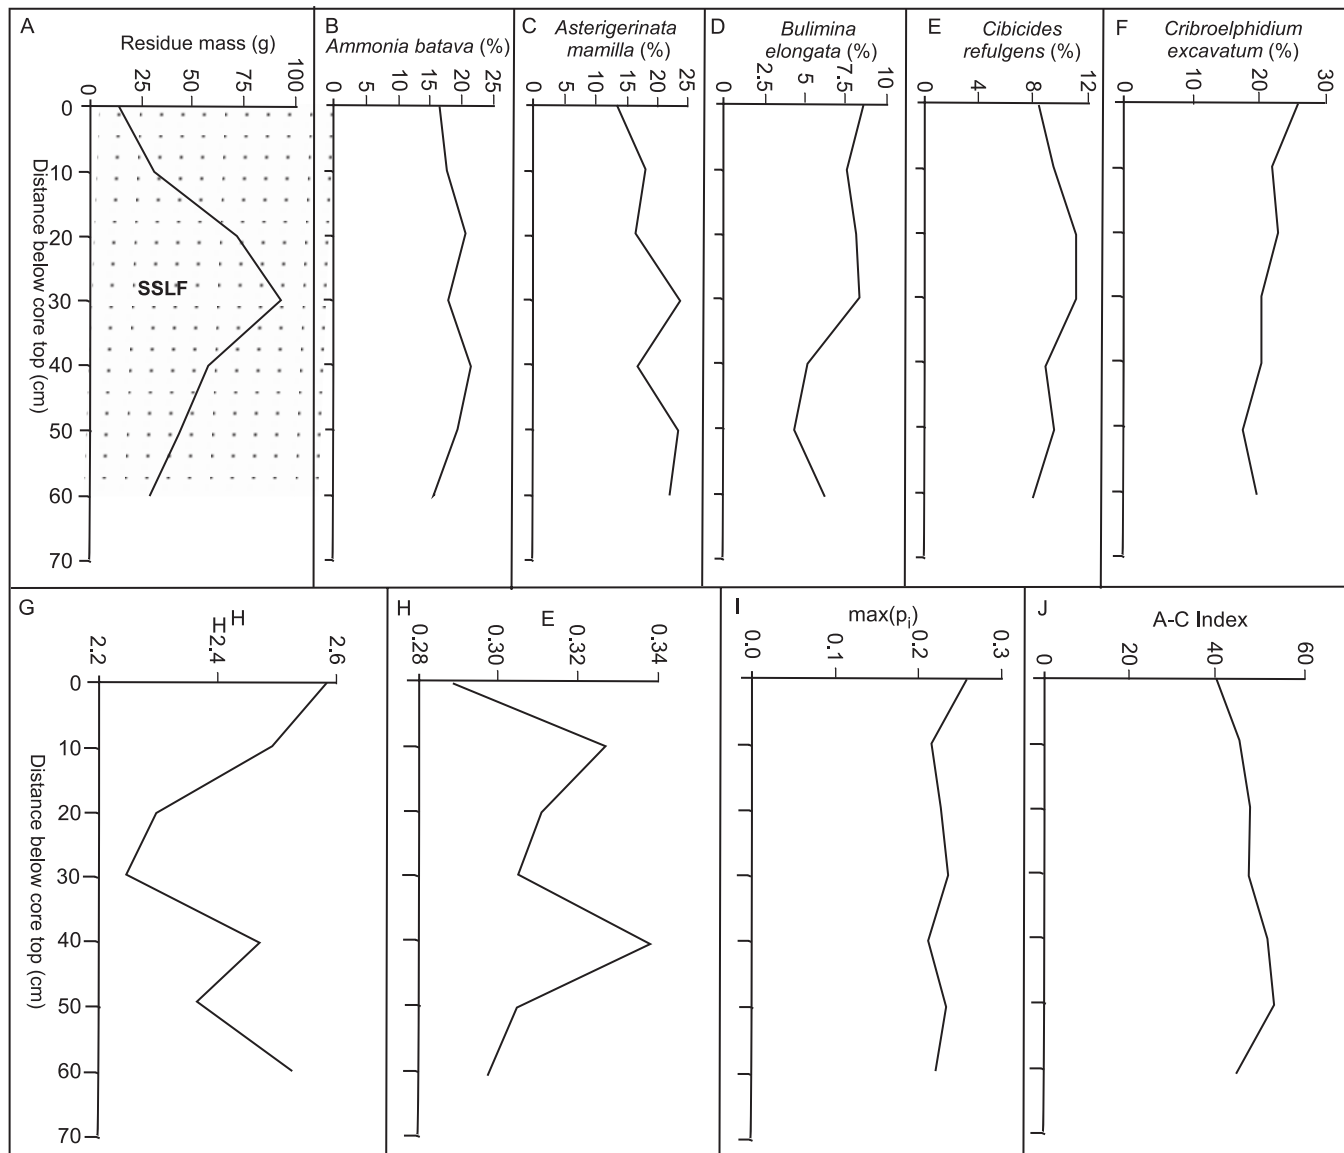 A
Residue mass (g)
0 25 50 75 100
B
Ammonia batava (%)
0 5 10 15 20 25
C
Asterigerinata
mamilla (%)
0 5 10 15 20 25
D
Bulimina
elongata (%)
0 2.5 5 7.5 10
E
Cibicides
refulgens (%)
0 4 8 12
F
Cribroelphidium
excavatum (%)
0 10 20 30
Distance below core top (cm)
0
10
20
30
40
50
60
70
SSLF
G
H
H
2.2 2.4 2.6
H
E
0.28 0.30 0.32 0.34
I
max(pi)
0.0 0.1 0.2 0.3
J
A-C Index
0 20 40 60
Distance below core top (cm)
0
10
20
30
40
50
60
70